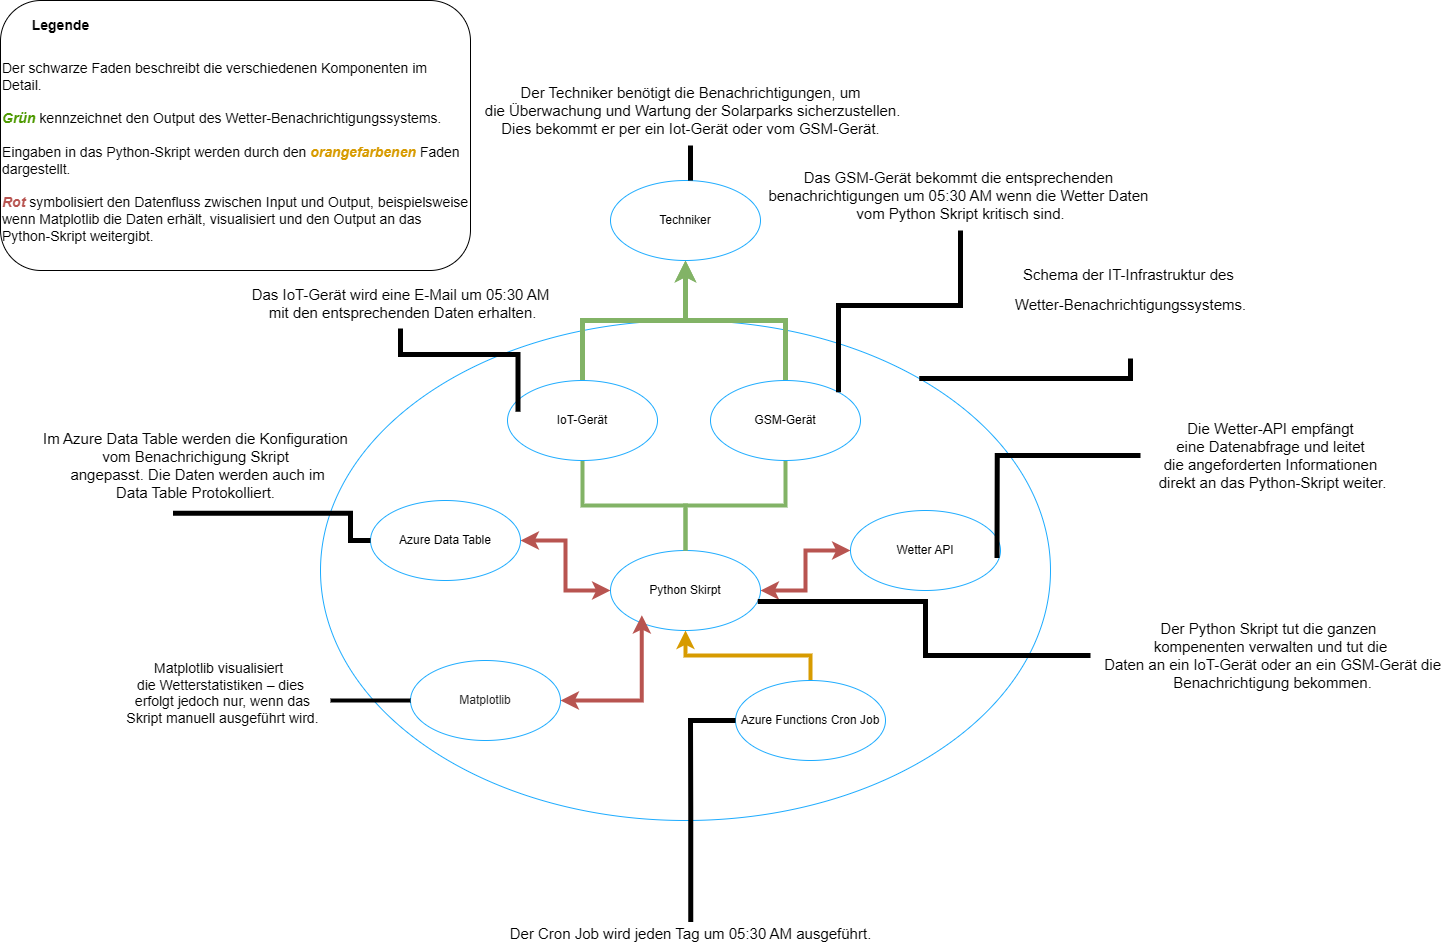 Legende
Der schwarze Faden beschreibt die verschiedenen Komponenten im
Detail.
Grün kennzeichnet den Output des Wetter-Benachrichtigungssystems.
Eingaben in das Python-Skript werden durch den orangefarbenen Faden
dargestellt.
Rot symbolisiert den Datenfluss zwischen Input und Output, beispielsweise
wenn Matplotlib die Daten erhält, visualisiert und den Output an das
Python-Skript weitergibt.
Der Techniker benötigt die Benachrichtigungen, um
die Überwachung und Wartung der Solarparks sicherzustellen.
Dies bekommt er per ein Iot-Gerät oder vom GSM-Gerät.
Das GSM-Gerät bekommt die entsprechenden
benachrichtigungen um 05:30 AM wenn die Wetter Daten
vom Python Skript kritisch sind.
Techniker
Schema der IT-Infrastruktur des
Wetter-Benachrichtigungssystems.
Das IoT-Gerät wird eine E-Mail um 05:30 AM
mit den entsprechenden Daten erhalten.
IoT-Gerät
GSM-Gerät
Im Azure Data Table werden die Konfiguration
vom Benachrichigung Skript
angepasst. Die Daten werden auch im
Data Table Protokolliert.
Die Wetter-API empfängt
eine Datenabfrage und leitet
die angeforderten Informationen
direkt an das Python-Skript weiter.
Azure Data Table
Wetter API
Python Skirpt
Der Python Skript tut die ganzen
kompenenten verwalten und tut die
Daten an ein IoT-Gerät oder an ein GSM-Gerät die
Benachrichtigung bekommen.
Matplotlib visualisiert
die Wetterstatistiken – dies
erfolgt jedoch nur, wenn das
Skript manuell ausgeführt wird.
Matplotlib
Azure Functions Cron Job
Der Cron Job wird jeden Tag um 05:30 AM ausgeführt.